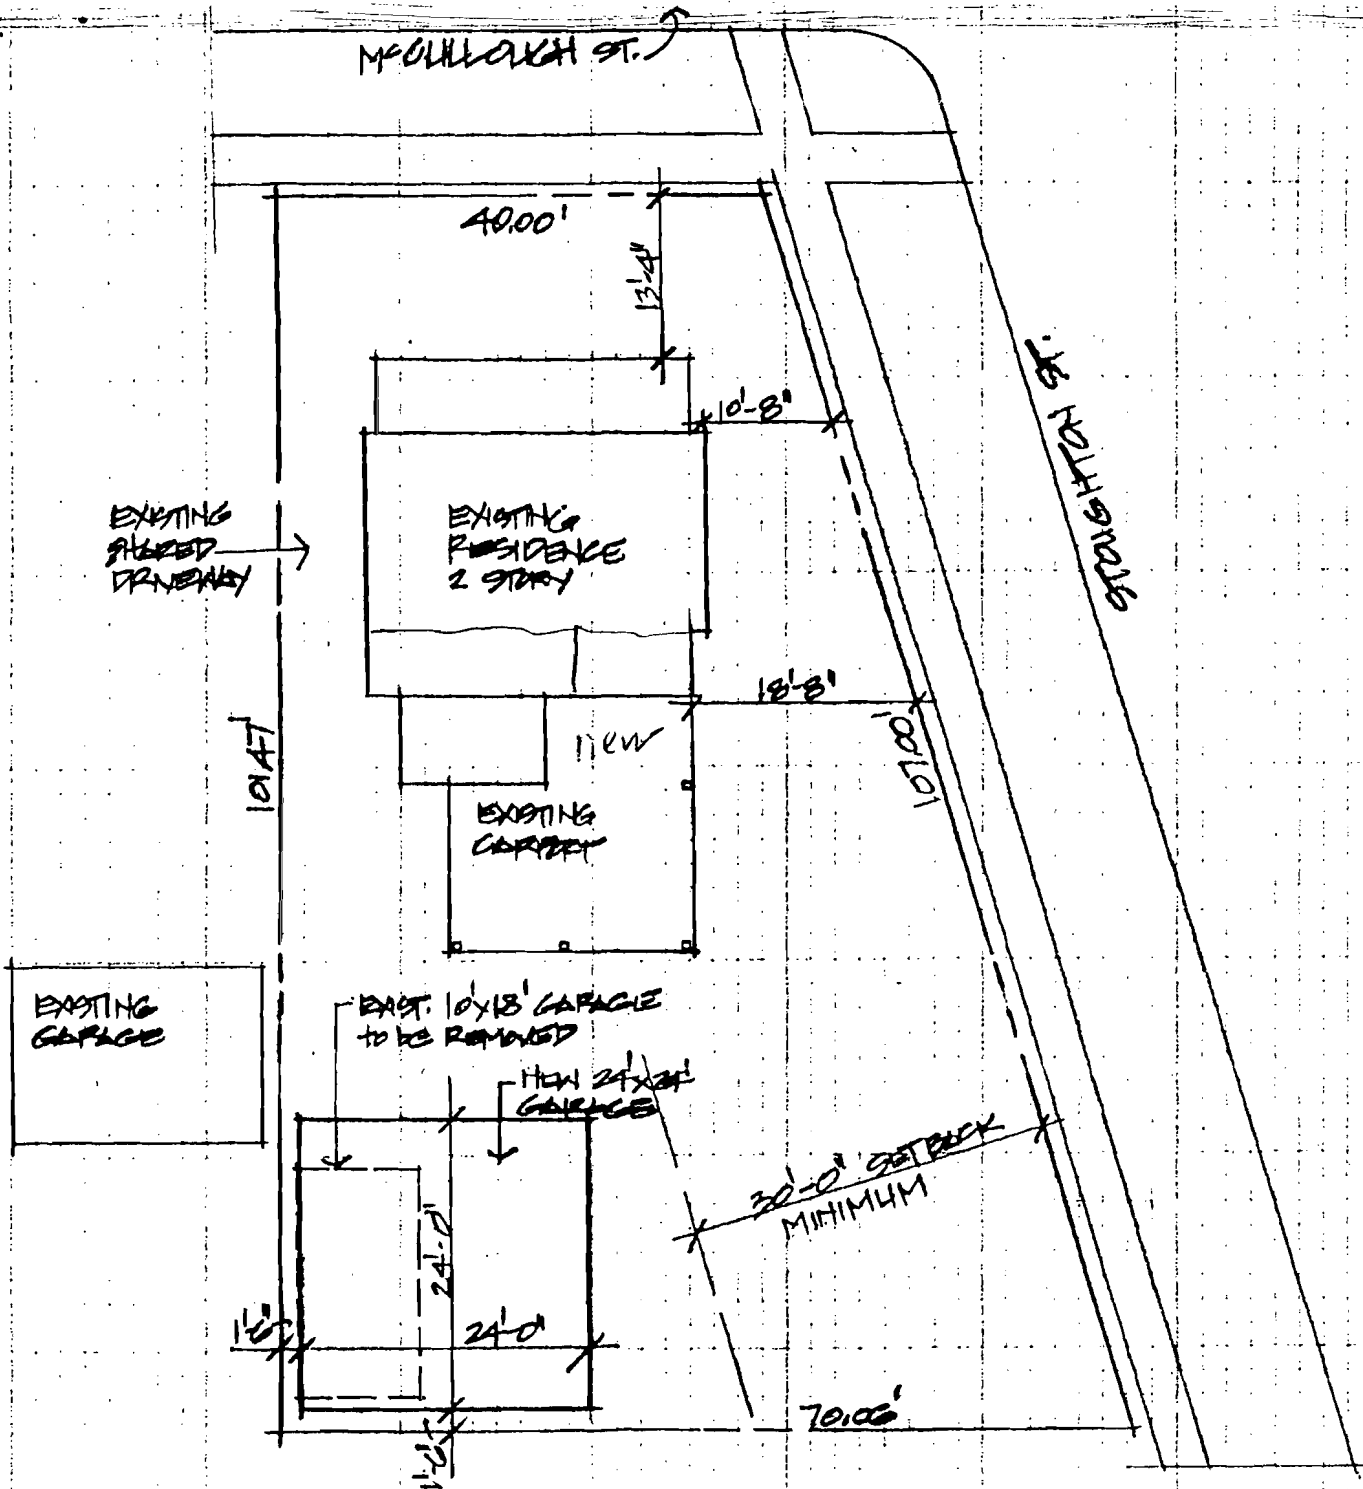 McCULLOUGH ST.
40.00'
13'-4"
10'-8"
STOUGHTON ST.
EXISTING
SHARED
DRIVEWAY
EXISTING
RESIDENCE
2 STORY
18'-8"
new
101.47'
107.00'
EXISTING
CARPORT
EXISTING
GARAGE
EXIST. 10'x18' GARAGE
to be REMOVED
NEW 24'x24'
GARAGE
30'-0" SETBACK
MINIMUM
24'-0"
1'-6"
24'-0"
70.06'
1'-6"